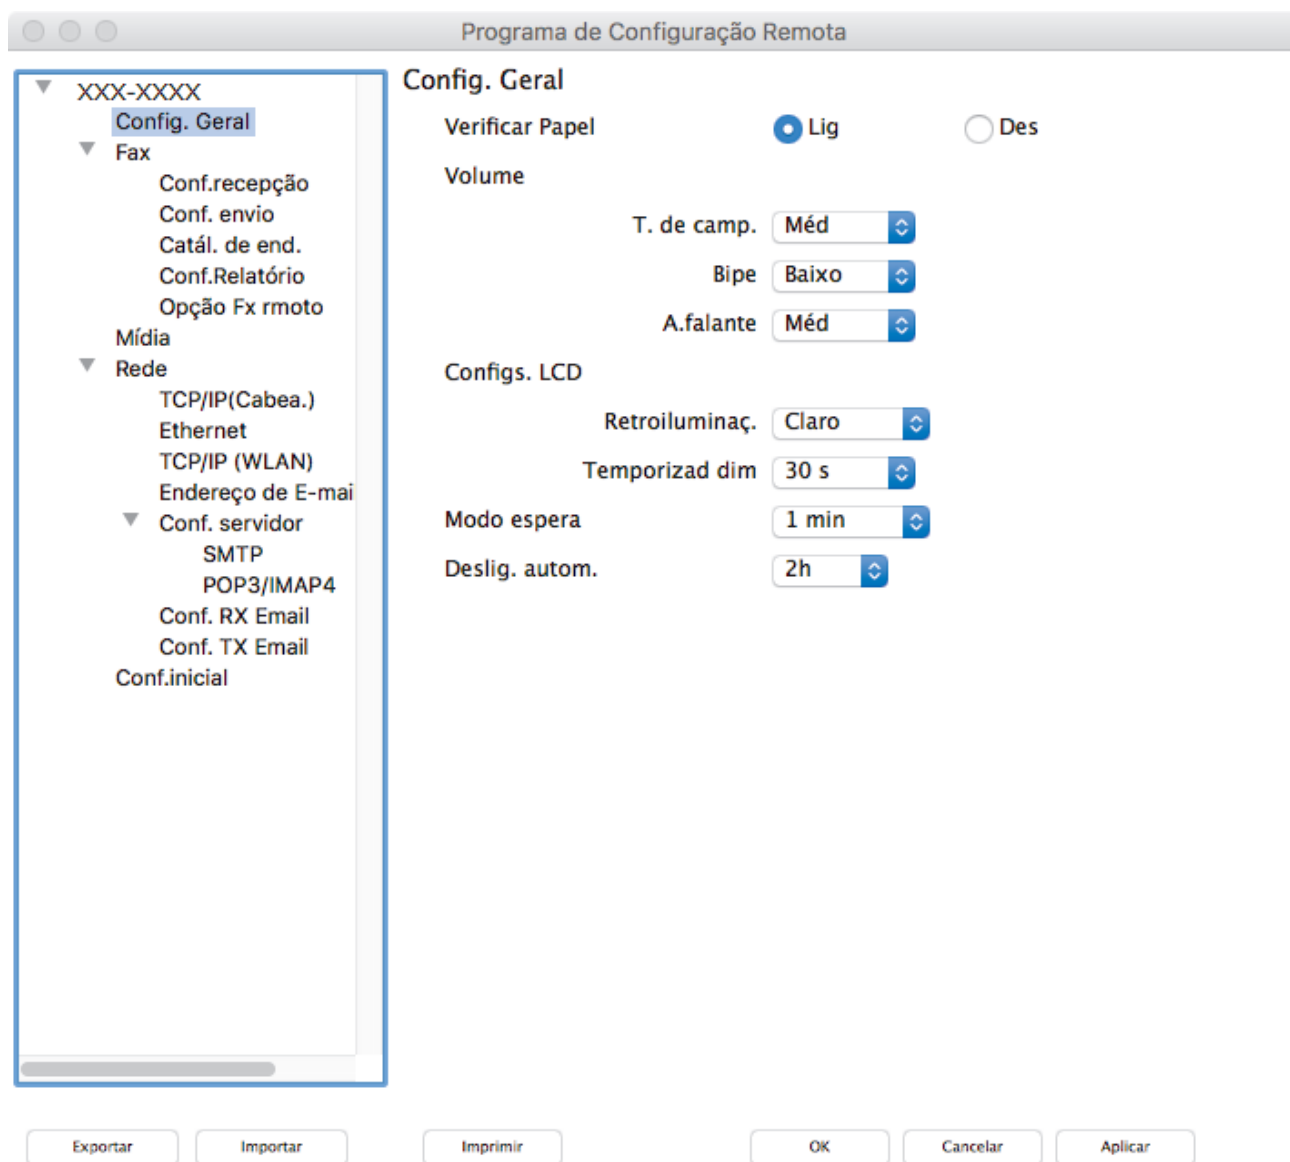 Programa de Configuração Remota
XXX-XXXX
Config. Geral
Fax
Conf.recepção
Conf. envio
Catál. de end.
Conf.Relatório
Opção Fx rmoto
Mídia
Rede
TCP/IP(Cabea.)
Ethernet
TCP/IP (WLAN)
Endereço de E-mai
Conf. servidor
SMTP
POP3/IMAP4
Conf. RX Email
Conf. TX Email
Conf.inicial
Config. Geral
Verificar Papel Lig Des
Volume
T. de camp. Méd
Bipe Baixo
A.falante Méd
Configs. LCD
Retroiluminaç. Claro
Temporizad dim 30 s
Modo espera 1 min
Deslig. autom. 2h
Exportar Importar Imprimir OK Cancelar Aplicar